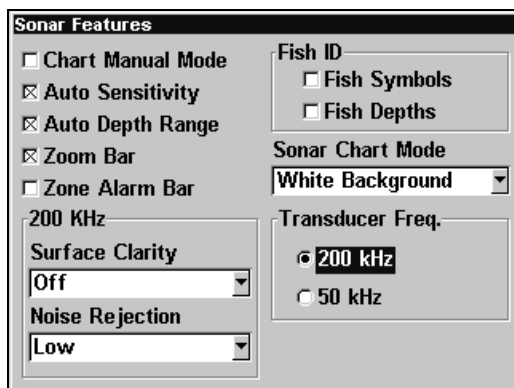 Sonar Features
Chart Manual Mode
Auto Sensitivity
Auto Depth Range
Zoom Bar
Zone Alarm Bar
200 KHz
Surface Clarity
Off
Noise Rejection
Low
Fish ID
Fish Symbols
Fish Depths
Sonar Chart Mode
White Background
Transducer Freq.
200 kHz
50 kHz